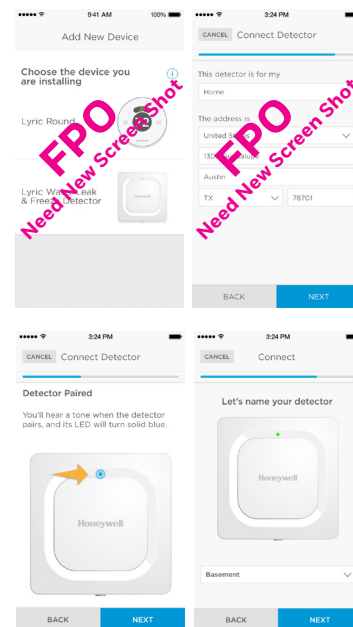 9:41 AM
100%
Add New Device
Choose the device you
are installing
Lyric Round
Lyric Water Leak
& Freeze Detector
Honeywell
FPO
Need New Screen Shot
3:24 PM
CANCEL
Connect Detector
This detector is for my
Home
The address is
United States
130
Austin
TX
78701
FPO
Need New Screen Shot
BACK
NEXT
3:24 PM
CANCEL
Connect Detector
Detector Paired
You'll hear a tone when the detector
pairs, and its LED will turn solid blue.
Honeywell
BACK
NEXT
3:24 PM
CANCEL
Connect
Let's name your detector
Honeywell
Basement
BACK
NEXT